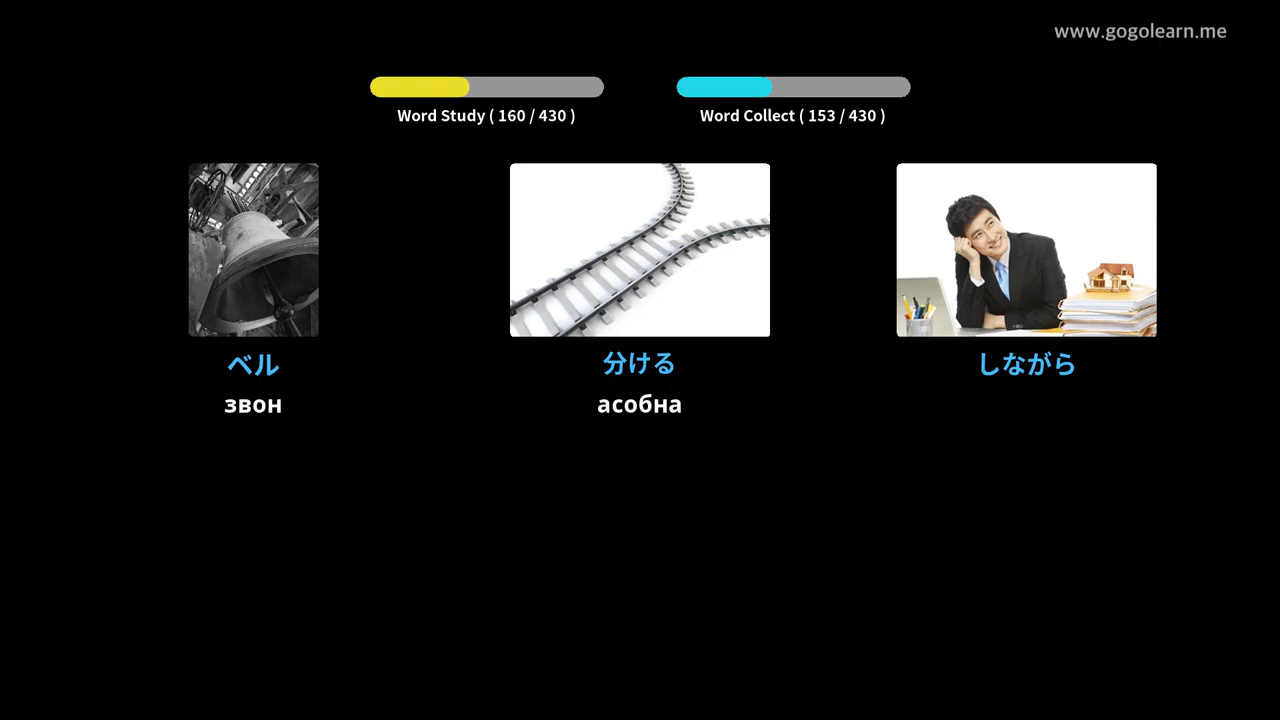 www.gogolearn.me
Word Study ( 160 / 430 )
Word Collect ( 153 / 430 )
ベル
分ける
しながら
звон
асобна